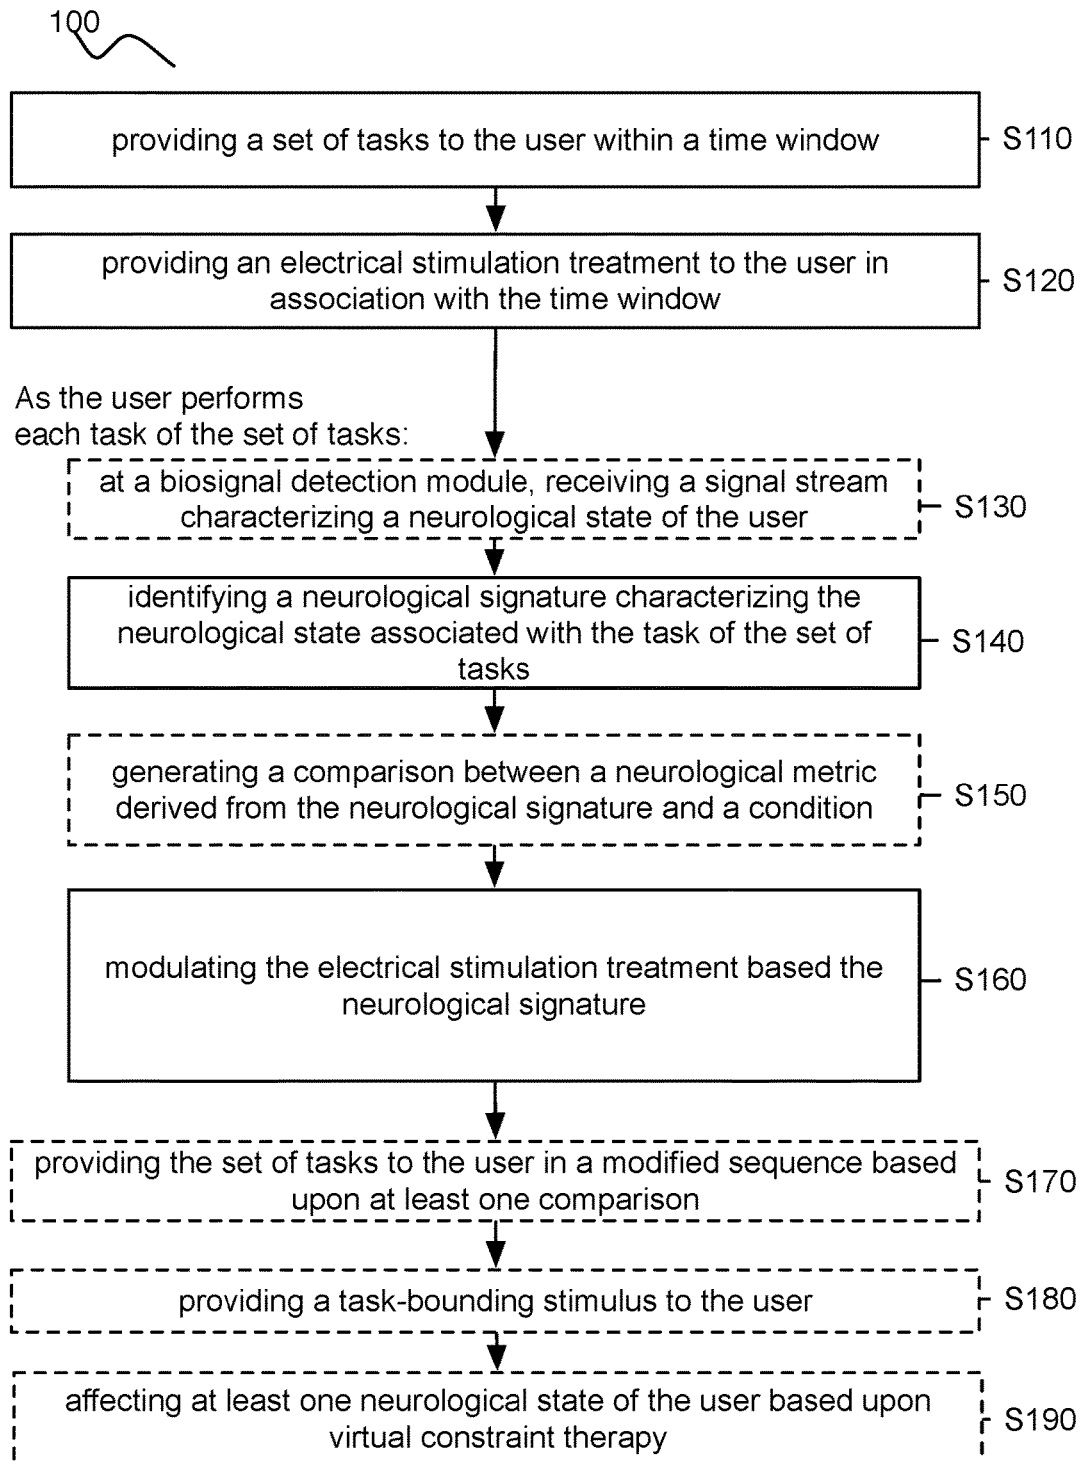 100
providing a set of tasks to the user within a time window
S110
providing an electrical stimulation treatment to the user in
association with the time window
S120
As the user performs
each task of the set of tasks:
at a biosignal detection module, receiving a signal stream
characterizing a neurological state of the user
S130
identifying a neurological signature characterizing the
neurological state associated with the task of the set of
tasks
S140
generating a comparison between a neurological metric
derived from the neurological signature and a condition
S150
modulating the electrical stimulation treatment based the
neurological signature
S160
providing the set of tasks to the user in a modified sequence based
upon at least one comparison
S170
providing a task-bounding stimulus to the user
S180
affecting at least one neurological state of the user based upon
virtual constraint therapy
S190